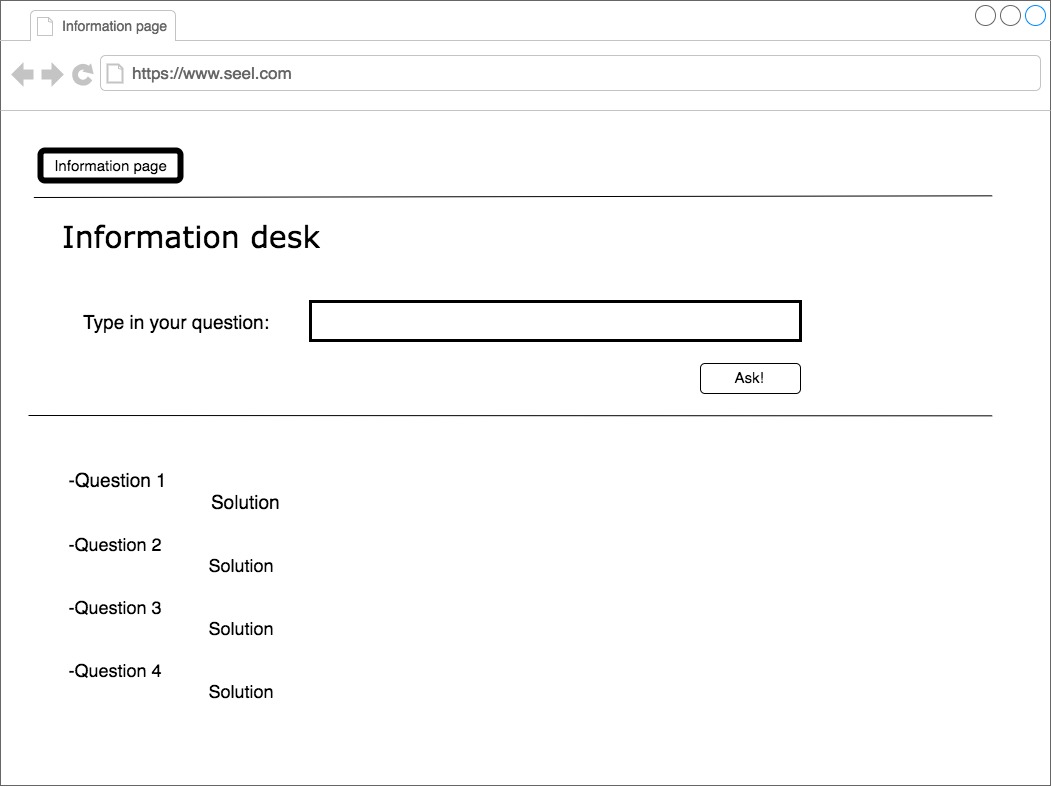 Information page
https://www.seel.com
Information page
Information desk
Type in your question:
Ask!
-Question 1
Solution
-Question 2
Solution
-Question 3
Solution
-Question 4
Solution